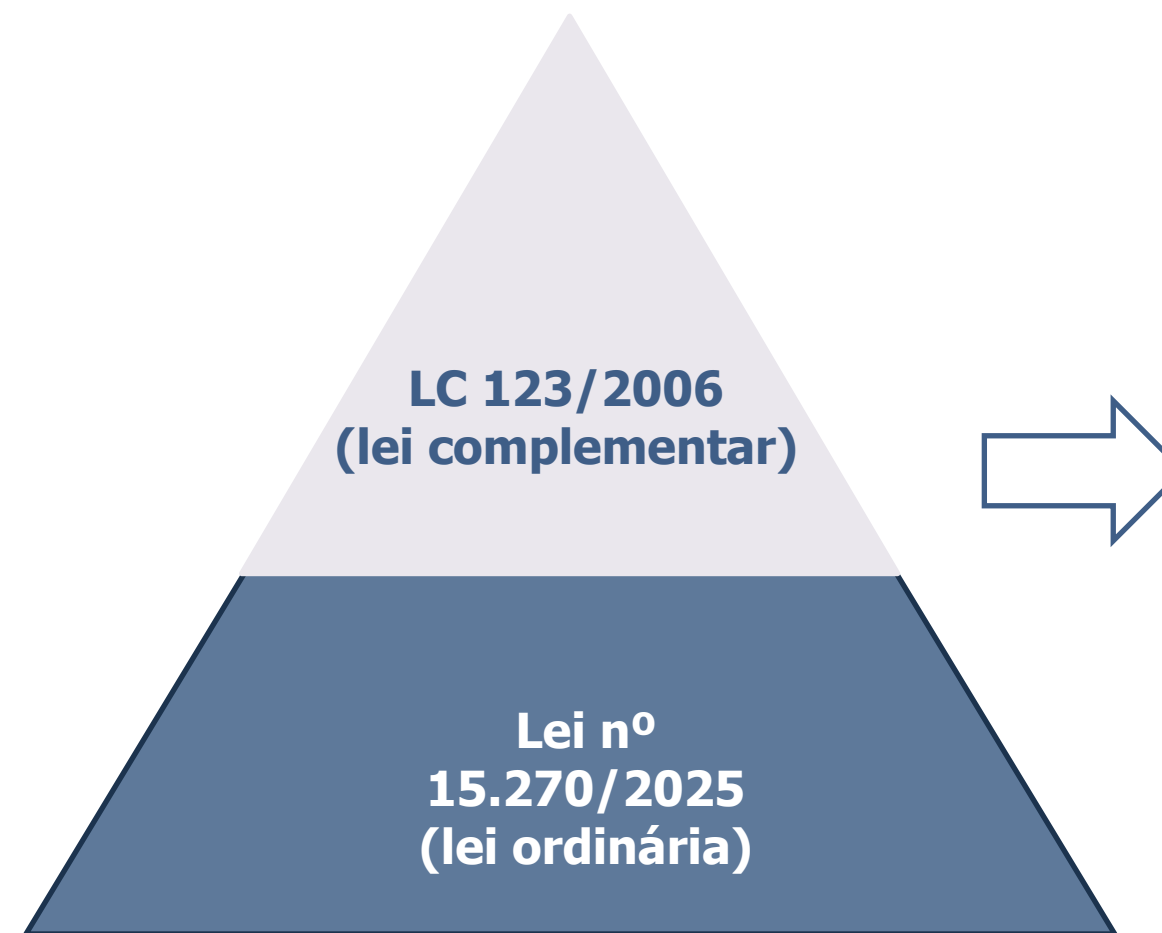 LC 123/2006
(lei complementar)
Lei nº
15.270/2025
(lei ordinária)